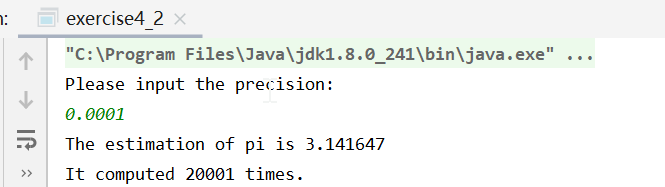 n:
exercise4_2
"C:\Program Files\Java\jdk1.8.0_241\bin\java.exe" ...
Please input the precision:
0.0001
The estimation of pi is 3.141647
It computed 20001 times.